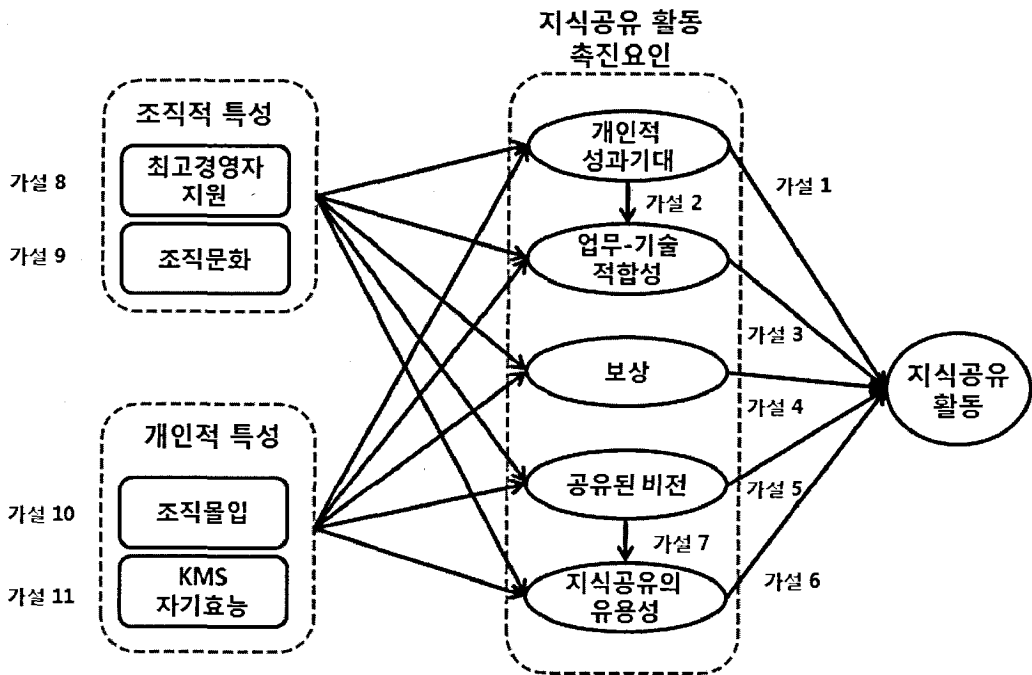 지식공유 활동
촉진요인
조직적 특성
가설 8
최고경영자
지원
가설 9
조직문화
개인적 특성
가설 10
조직몰입
가설 11
KMS
자기효능
개인적
성과기대
가설 2
업무-기술
적합성
보상
공유된 비전
가설 7
지식공유의
유용성
가설 1
가설 3
가설 4
가설 5
가설 6
지식공유
활동